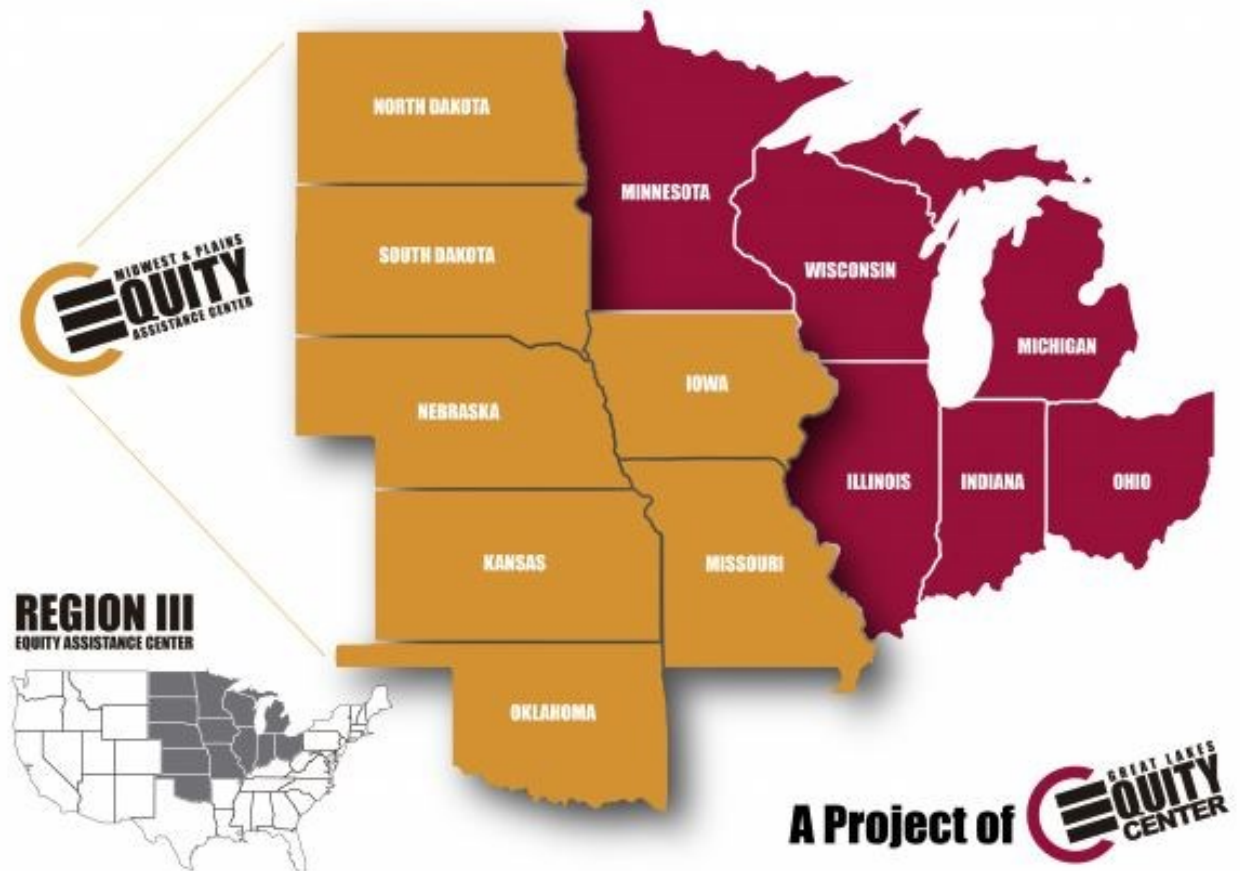 NORTH DAKOTA
MINNESOTA
SOUTH DAKOTA
WISCONSIN
MICHIGAN
MIDWEST & PLAINS
EQUITY
ASSISTANCE CENTER
IOWA
NEBRASKA
ILLINOIS
INDIANA
OHIO
KANSAS
MISSOURI
REGION III
EQUITY ASSISTANCE CENTER
OKLAHOMA
A Project of
GREAT LAKES
EQUITY
CENTER